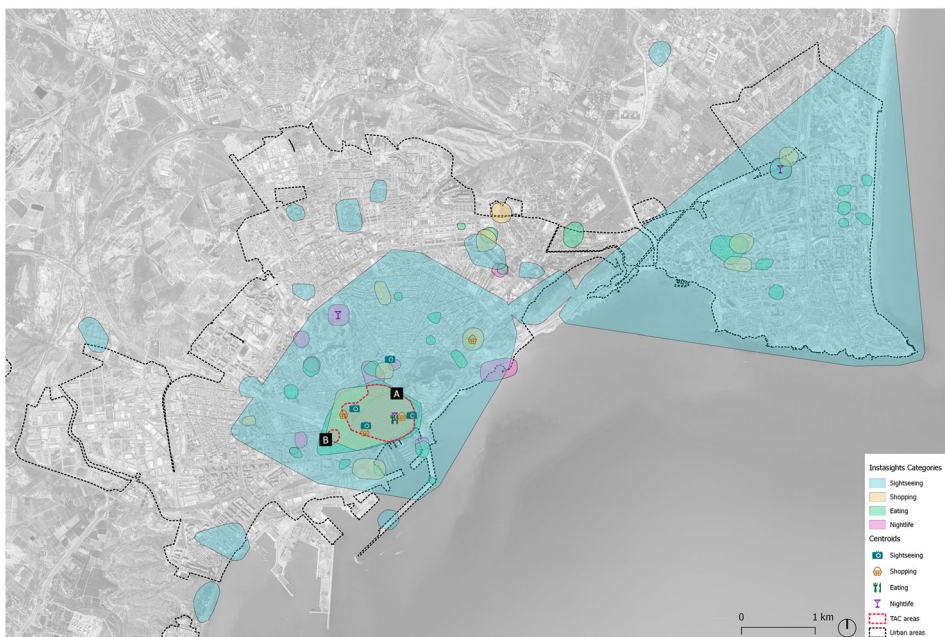 A
B
Instasights Categories
Sightseeing
Shopping
Eating
Nightlife
Centroids
Sightseeing
Shopping
Eating
Nightlife
TAC areas
Urban areas
0 1 km